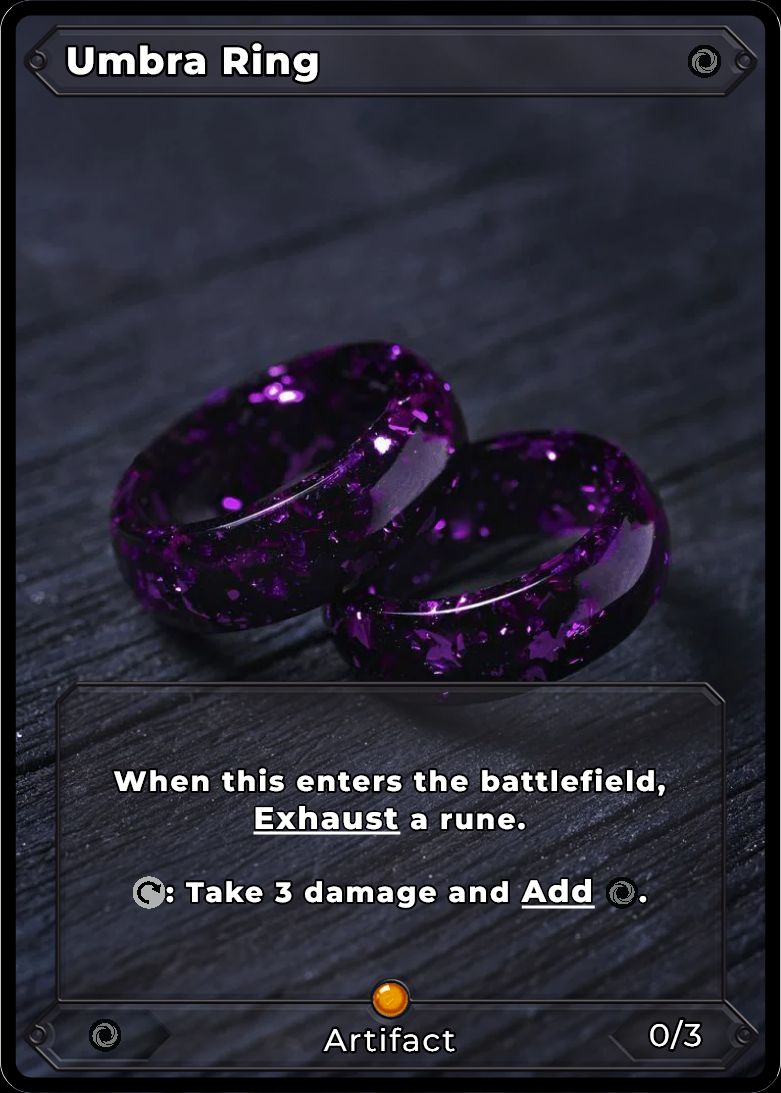 Umbra Ring
When this enters the battlefield,
Exhaust a rune.
: Take 3 damage and Add .
Artifact
0/3